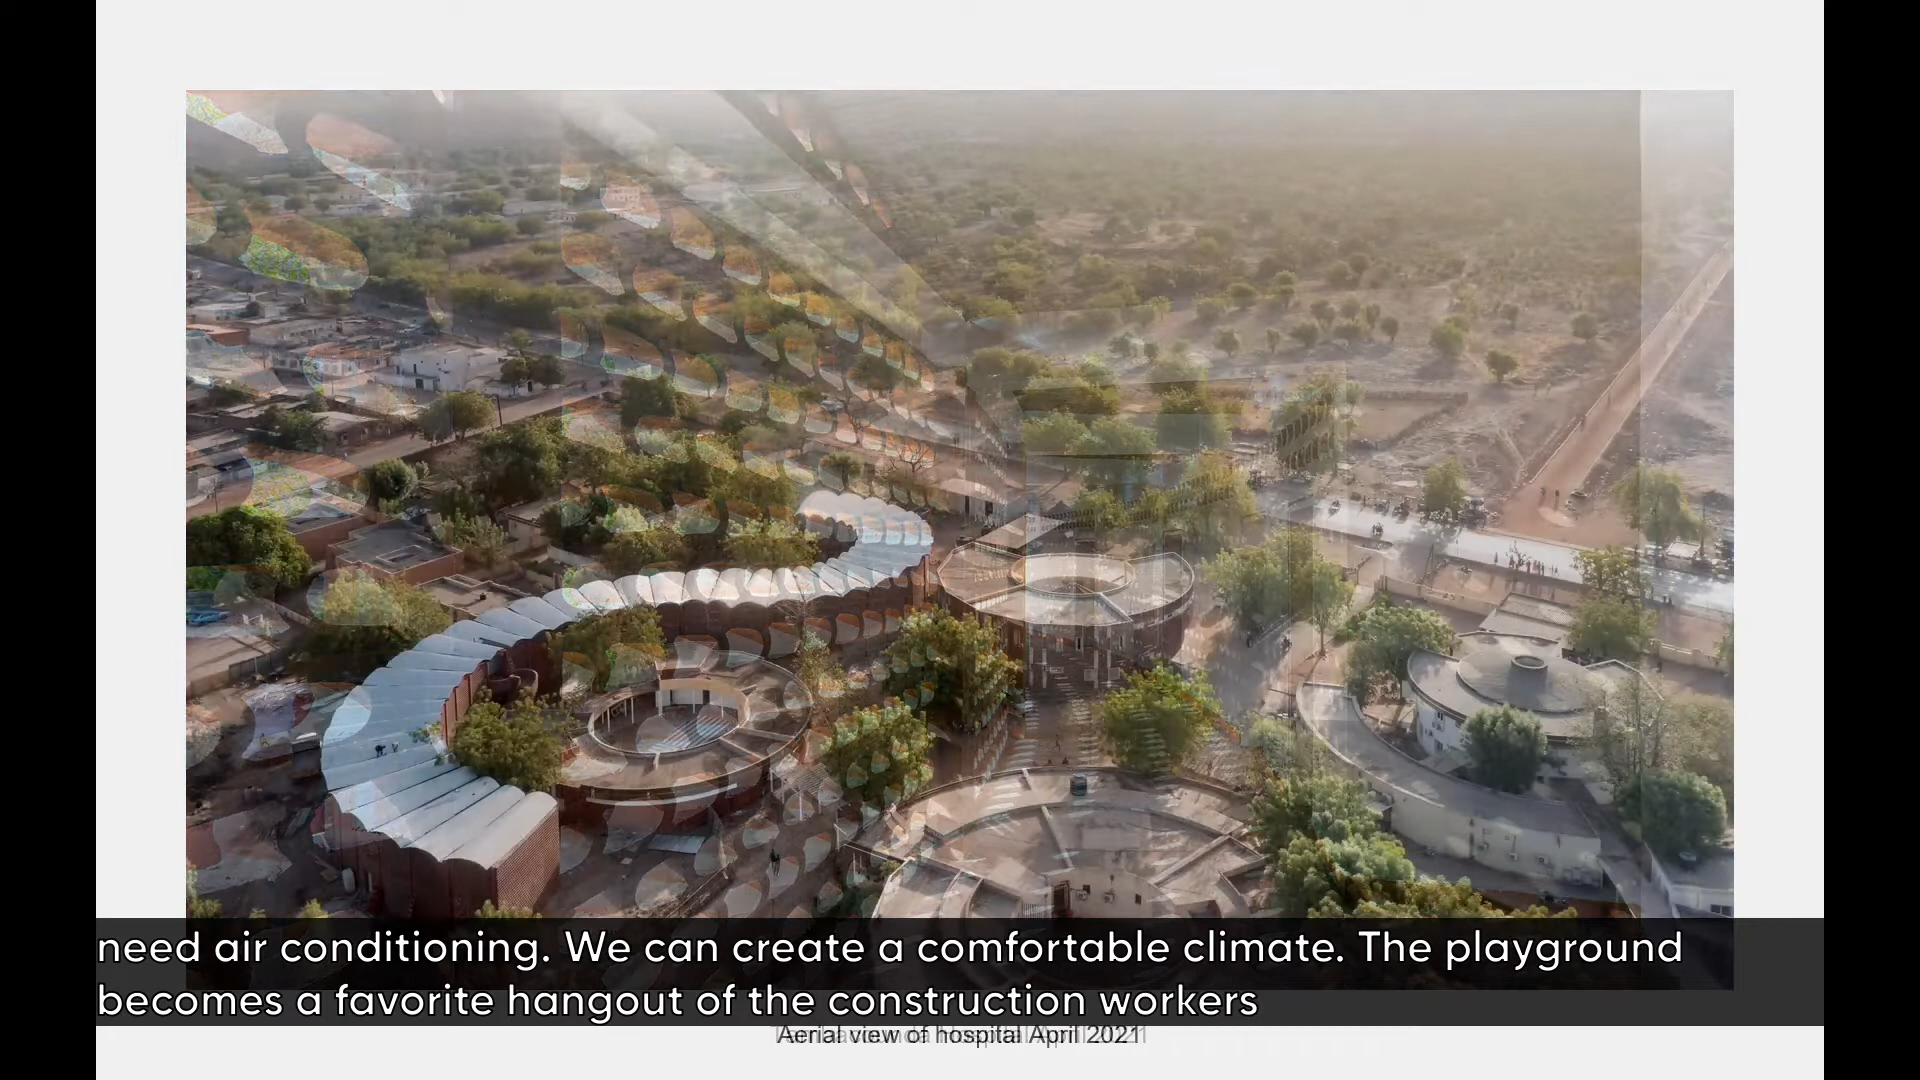 need air conditioning. We can create a comfortable climate. The playground
becomes a favorite hangout of the construction workers
Aerial view of hospital April 2021